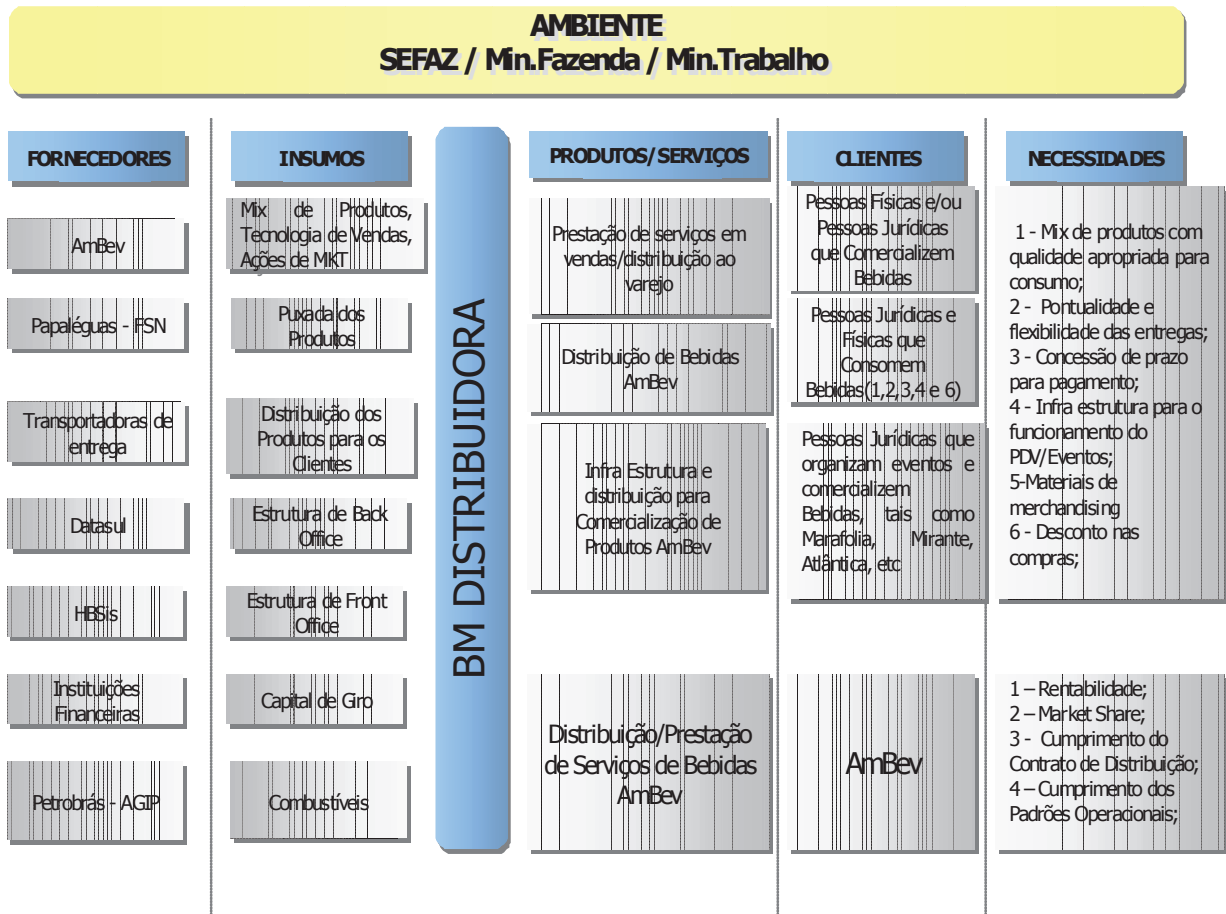 AMBIENTE
SEFAZ / Min.Fazenda / Min.Trabalho
FORNECEDORES
AmBev
Papaléguas - FSN
Transportadoras de
entrega
Datasul
HBSis
Instituições
Financeiras
Petrobrás - AGIP
INSUMOS
Mix de Produtos,
Tecnologia de Vendas,
Ações de MKT
Puxada dos
Produtos
Distribuição dos
Produtos para os
Clientes
Estrutura de Back
Office
Estrutura de Front
Office
Capital de Giro
Combustíveis
BM DISTRIBUIDORA
PRODUTOS/SERVIÇOS
Prestação de serviços em
vendas/distribuição ao
varejo
Distribuição de Bebidas
AmBev
Infra Estrutura e
distribuição para
Comercialização de
Produtos AmBev
Distribuição/Prestação
de Serviços de Bebidas
AmBev
CLIENTES
Pessoas Físicas e/ou
Pessoas Jurídicas
que Comercializem
Bebidas
Pessoas Jurídicas e
Físicas que
Consomem
Bebidas(1,2,3,4 e 6)
Pessoas Jurídicas que
organizam eventos e
comercializem
Bebidas, tais como
Marafolia, Mirante,
Atlântica, etc
AmBev
NECESSIDADES
1 - Mix de produtos com
qualidade apropriada para
consumo;
2 - Pontualidade e
flexibilidade das entregas;
3 - Concessão de prazo
para pagamento;
4 - Infra estrutura para o
funcionamento do
PDV/Eventos;
5-Materiais de
merchandising
6 - Desconto nas
compras;
1 – Rentabilidade;
2 – Market Share;
3 - Cumprimento do
Contrato de Distribuição;
4 – Cumprimento dos
Padrões Operacionais;